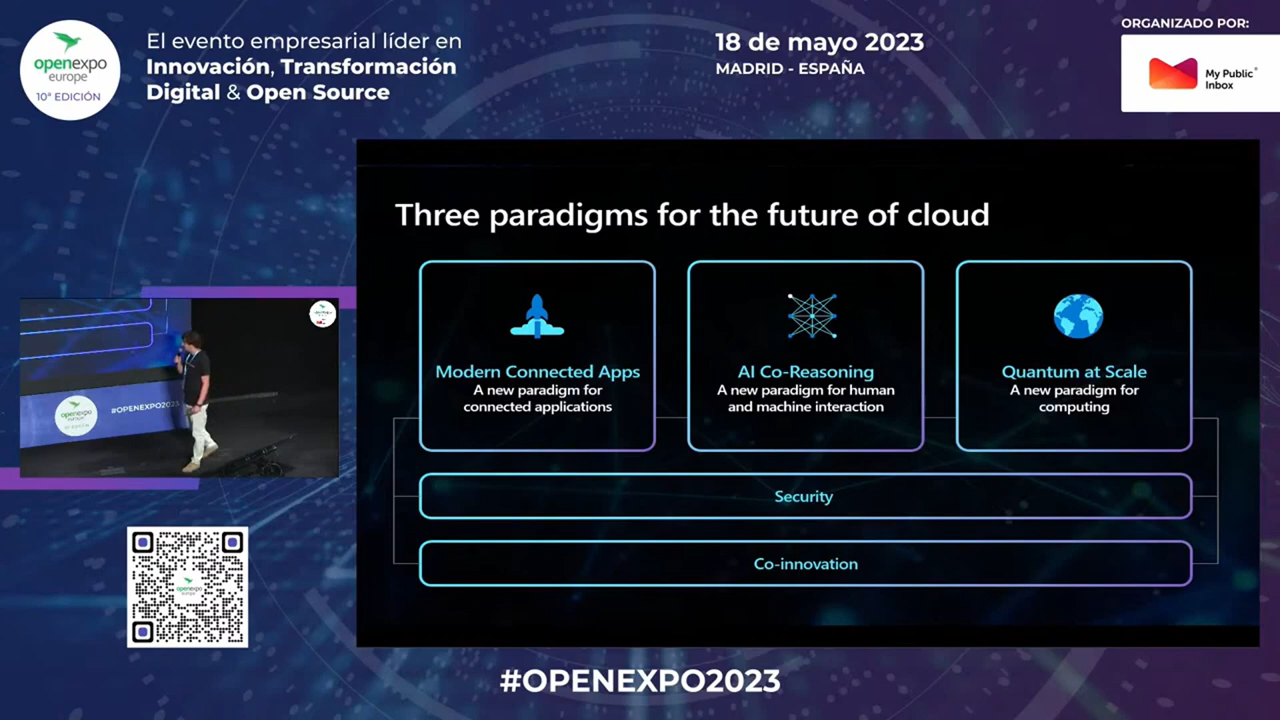 openexpo
europe
10ª EDICIÓN
El evento empresarial líder en
Innovación, Transformación
Digital & Open Source
18 de mayo 2023
MADRID - ESPAÑA
ORGANIZADO POR:
My Public
Inbox
Three paradigms for the future of cloud
Modern Connected Apps
A new paradigm for
connected applications
AI Co-Reasoning
A new paradigm for human
and machine interaction
Quantum at Scale
A new paradigm for
computing
Security
Co-innovation
openexpo
europe
#OPENEXPO2023
openexpo
#OPENEXPO2023